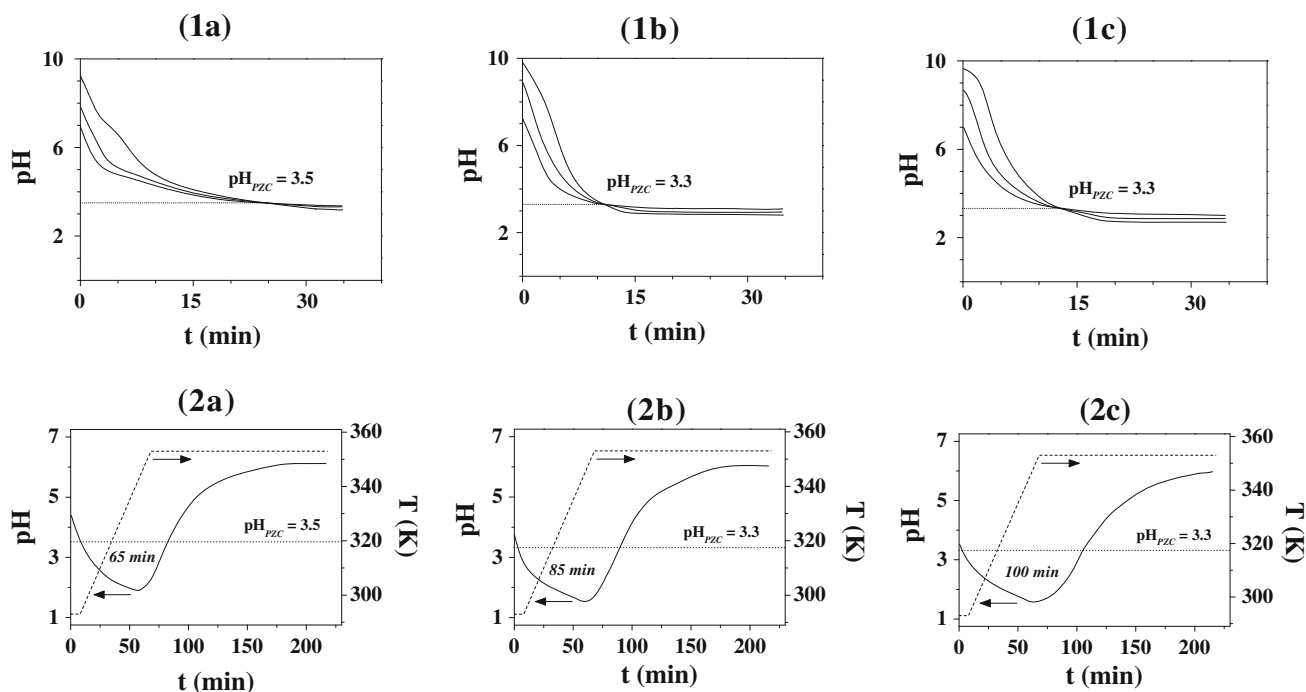 (1a)
10
6
2
pH
pH_PZC = 3.5
0 15 30
t (min)
(1b)
10
6
2
pH
pH_PZC = 3.3
0 15 30
t (min)
(1c)
10
6
2
pH
pH_PZC = 3.3
0 15 30
t (min)
(2a)
7
5
3
1
pH
360
340
320
300
T (K)
pH_PZC = 3.5
65 min
0 50 100 150 200
t (min)
(2b)
7
5
3
1
pH
360
340
320
300
T (K)
pH_PZC = 3.3
85 min
0 50 100 150 200
t (min)
(2c)
7
5
3
1
pH
360
340
320
300
T (K)
pH_PZC = 3.3
100 min
0 50 100 150 200
t (min)